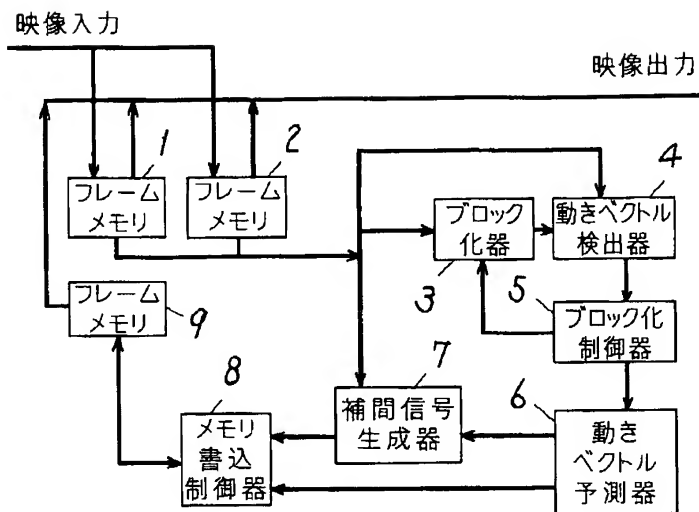 映像入力
映像出力
1
2
フレーム
メモリ
フレーム
メモリ
4
ブロック
化器
動きベクトル
検出器
3
5
フレーム
メモリ
9
ブロック化
制御器
7
8
補間信号
生成器
6
メモリ
書込
制御器
動き
ベクトル
予測器